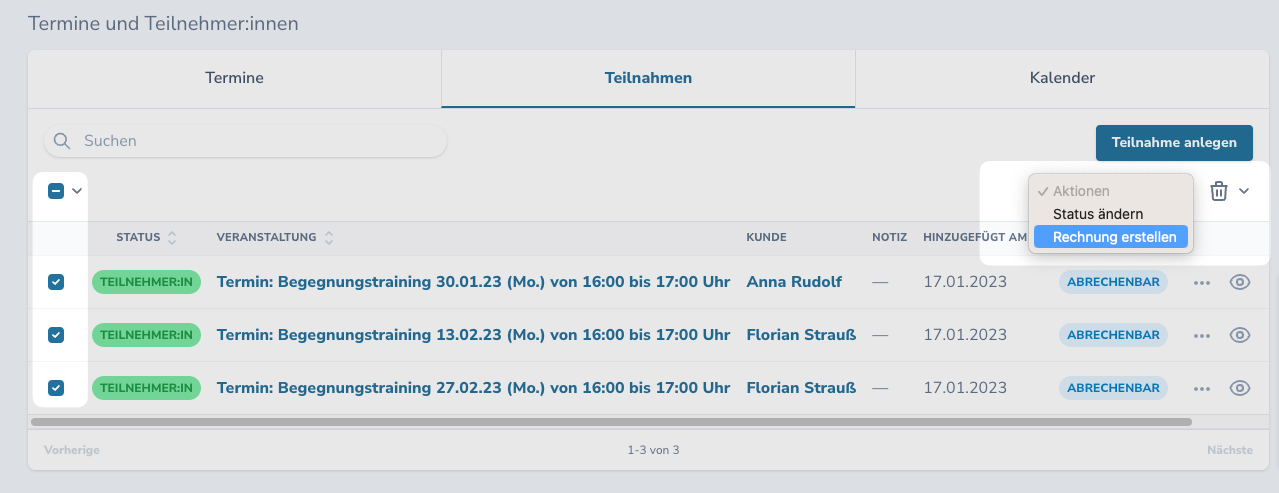 Termine und Teilnehmer:innen
Termine Teilnahmen Kalender
Suchen
Teilnahme anlegen
Aktionen
Status ändern
Rechnung erstellen
STATUS VERANSTALTUNG KUNDE NOTIZ HINZUGEFÜGT AM
TEILNEHMER:IN Termin: Begegnungstraining 30.01.23 (Mo.) von 16:00 bis 17:00 Uhr Anna Rudolf — 17.01.2023 ABRECHENBAR
TEILNEHMER:IN Termin: Begegnungstraining 13.02.23 (Mo.) von 16:00 bis 17:00 Uhr Florian Strauß — 17.01.2023 ABRECHENBAR
TEILNEHMER:IN Termin: Begegnungstraining 27.02.23 (Mo.) von 16:00 bis 17:00 Uhr Florian Strauß — 17.01.2023 ABRECHENBAR
Vorherige 1-3 von 3 Nächste